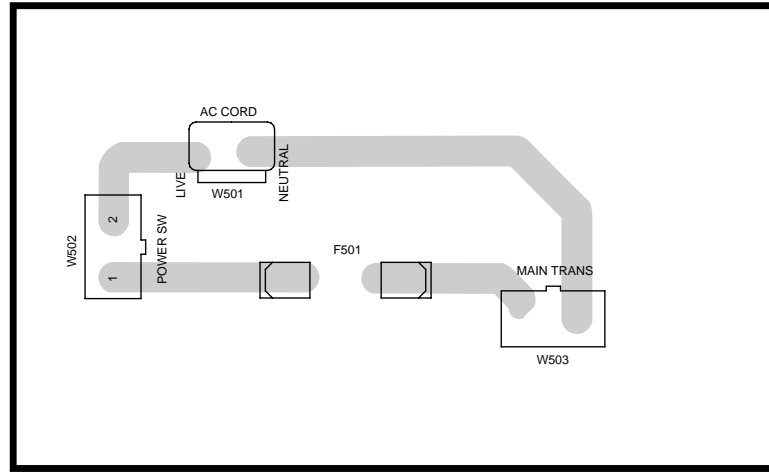 AC CORD
LIVE
NEUTRAL
W501
W502
2
1
POWER SW
F501
MAIN TRANS
W503